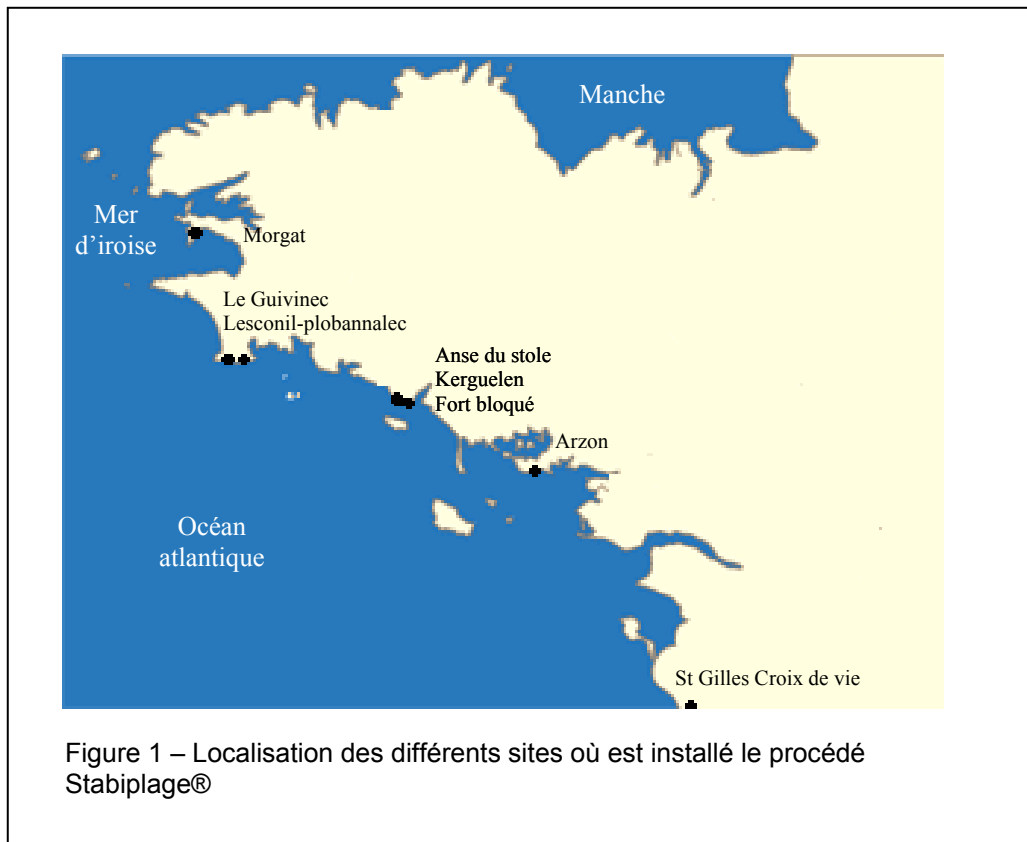 Manche
Mer
d'iroise
Morgat
Le Guivinec
Lesconil-plobannalec
Anse du stole
Kerguelen
Fort bloqué
Arzon
Océan
atlantique
St Gilles Croix de vie
Figure 1 – Localisation des différents sites où est installé le procédé
Stabiplage®